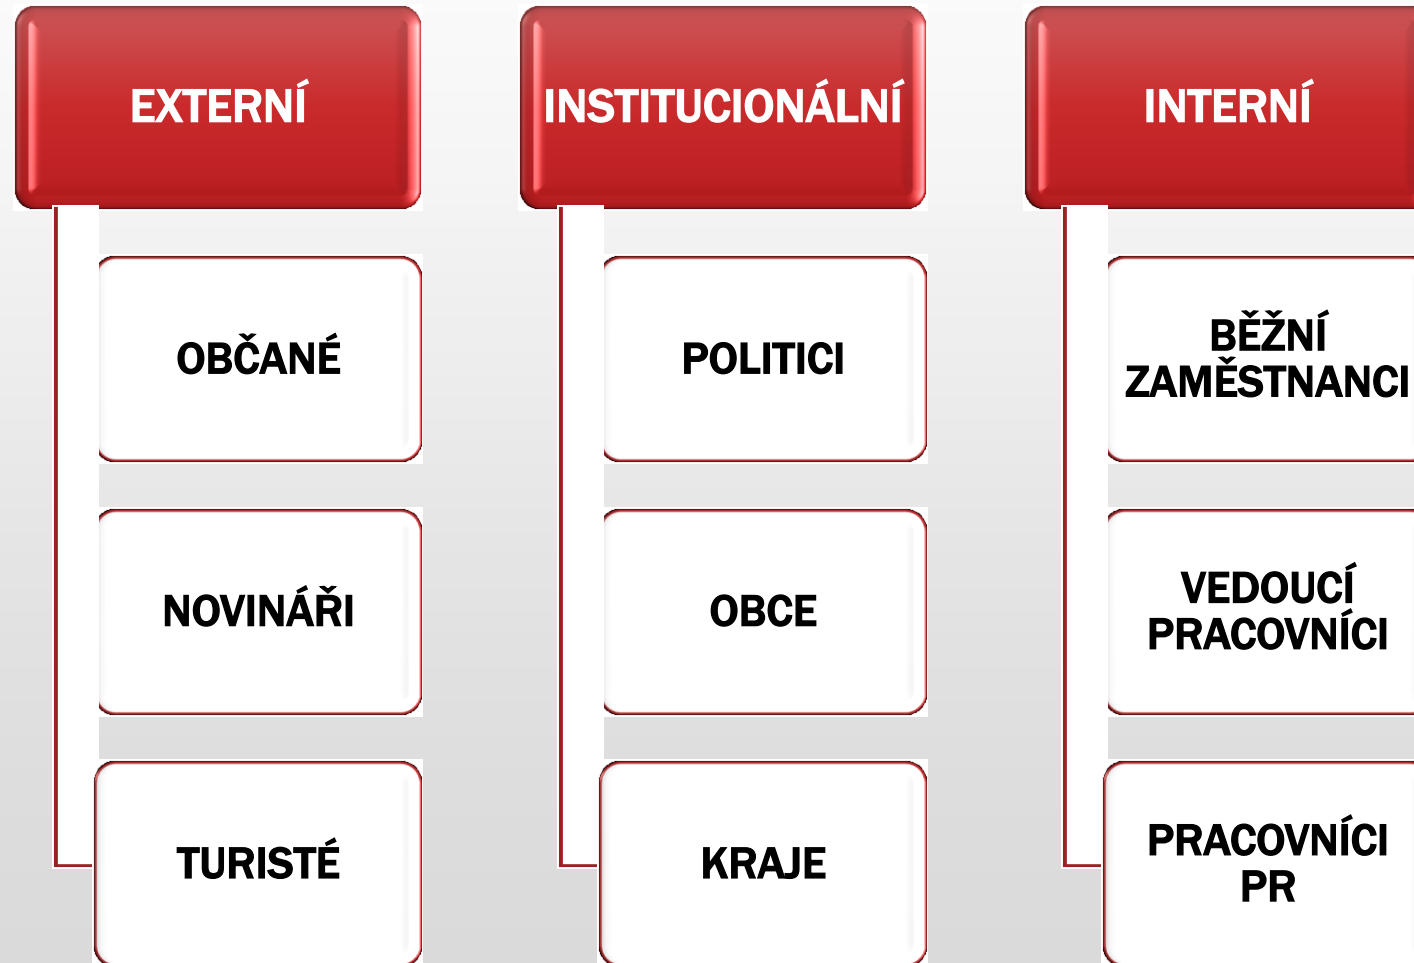 EXTERNÍ
OBČANÉ
NOVINÁŘI
TURISTÉ
INSTITUCIONÁLNÍ
POLITICI
OBCE
KRAJE
INTERNÍ
BĚŽNÍ
ZAMĚSTNANCI
VEDOUCÍ
PRACOVNÍCI
PRACOVNÍCI
PR